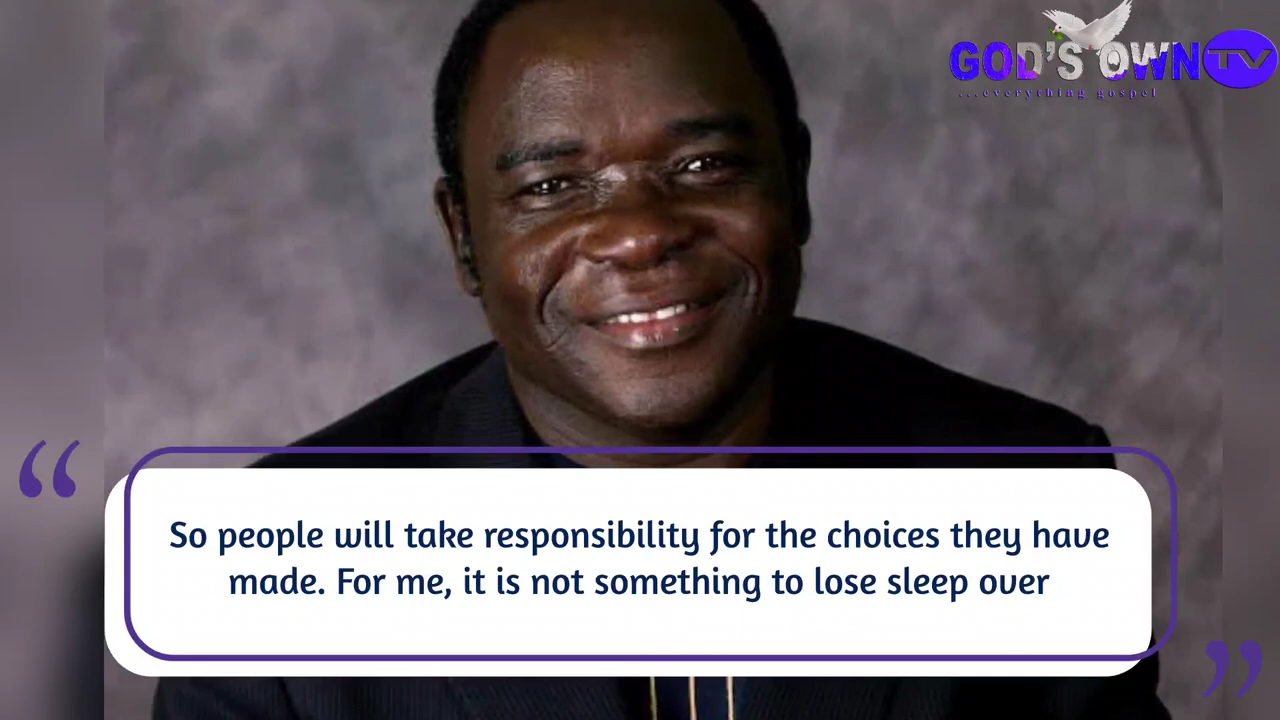 GOD'S OWN TV
...everything gospel
“
So people will take responsibility for the choices they have
made. For me, it is not something to lose sleep over
”